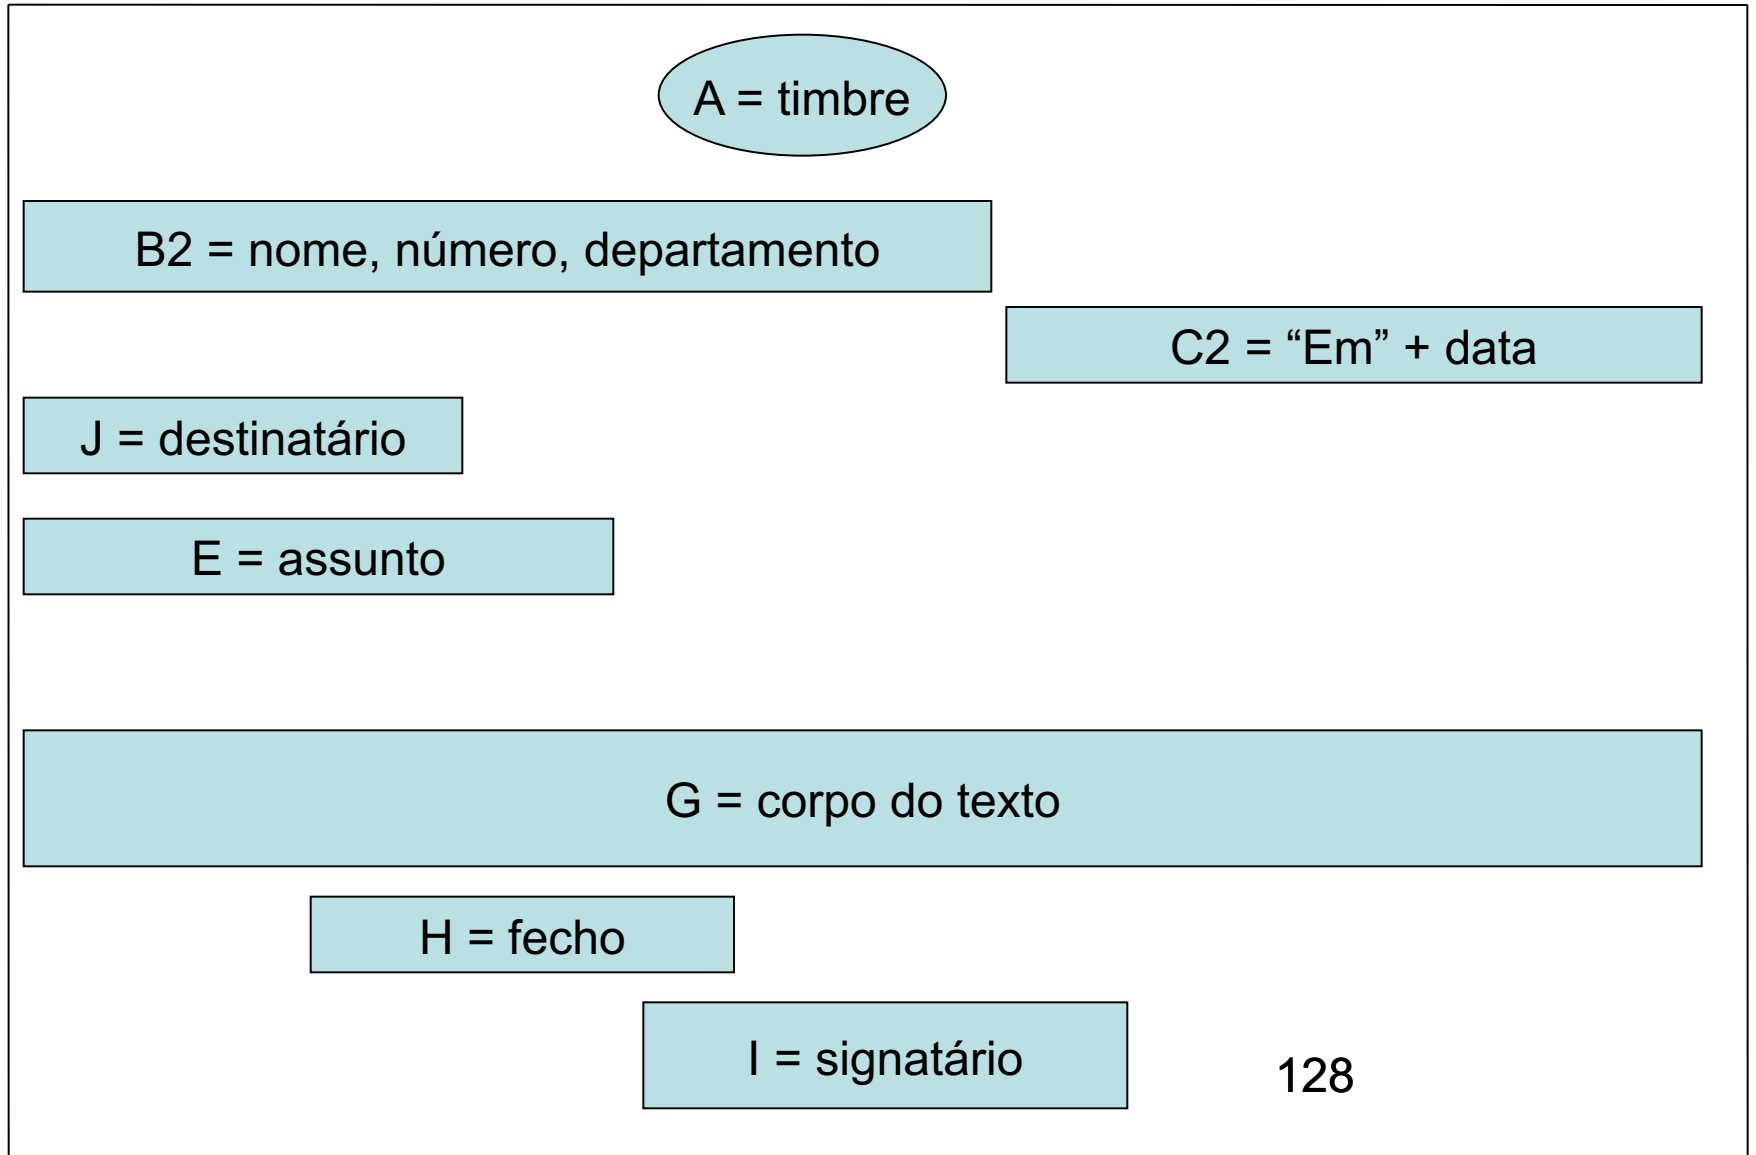 A = timbre
B2 = nome, número, departamento
C2 = “Em” + data
J = destinatário
E = assunto
G = corpo do texto
H = fecho
I = signatário
128